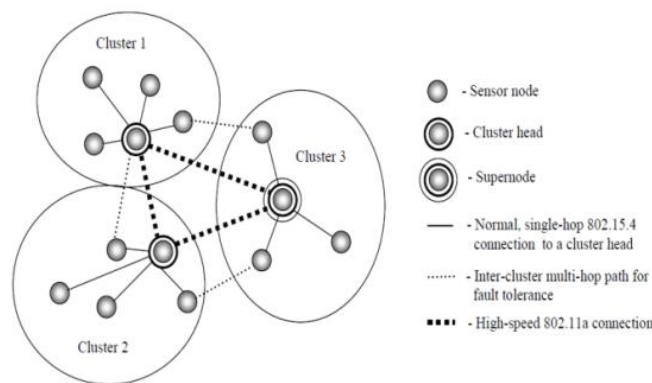 Cluster 1
Cluster 3
Cluster 2
- Sensor node
- Cluster head
- Supernode
- Normal, single-hop 802.15.4
connection to a cluster head
- Inter-cluster multi-hop path for
fault tolerance
- High-speed 802.11a connection